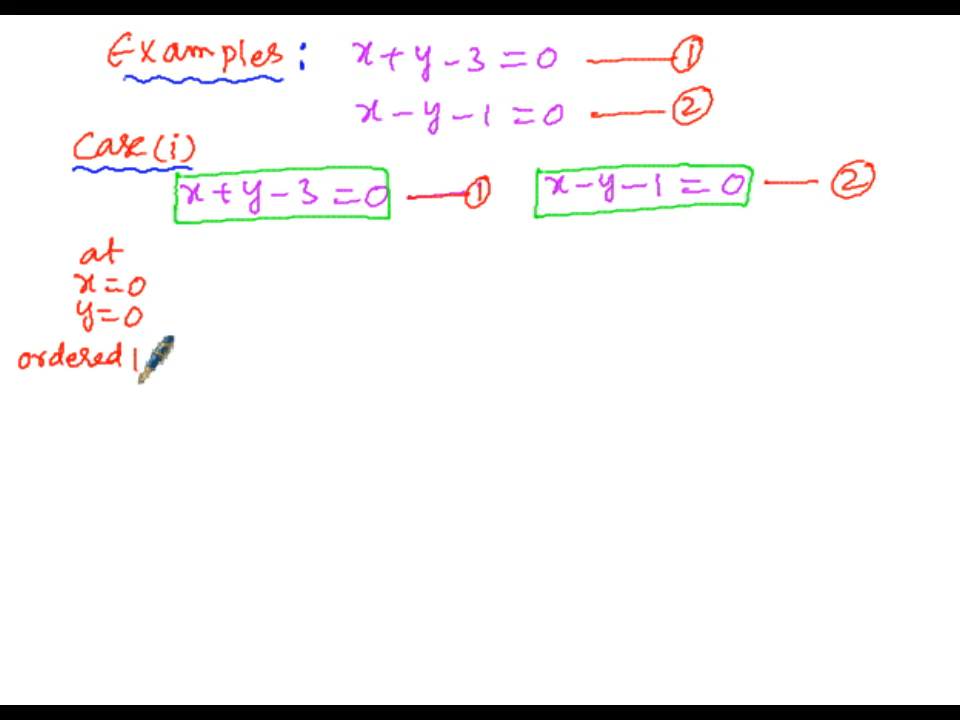 Examples: x + y - 3 = 0 —— ①
x - y - 1 = 0 —— ②
Case (i)
x + y - 3 = 0 —— ① x - y - 1 = 0 —— ②
at
x = 0
y = 0
ordered